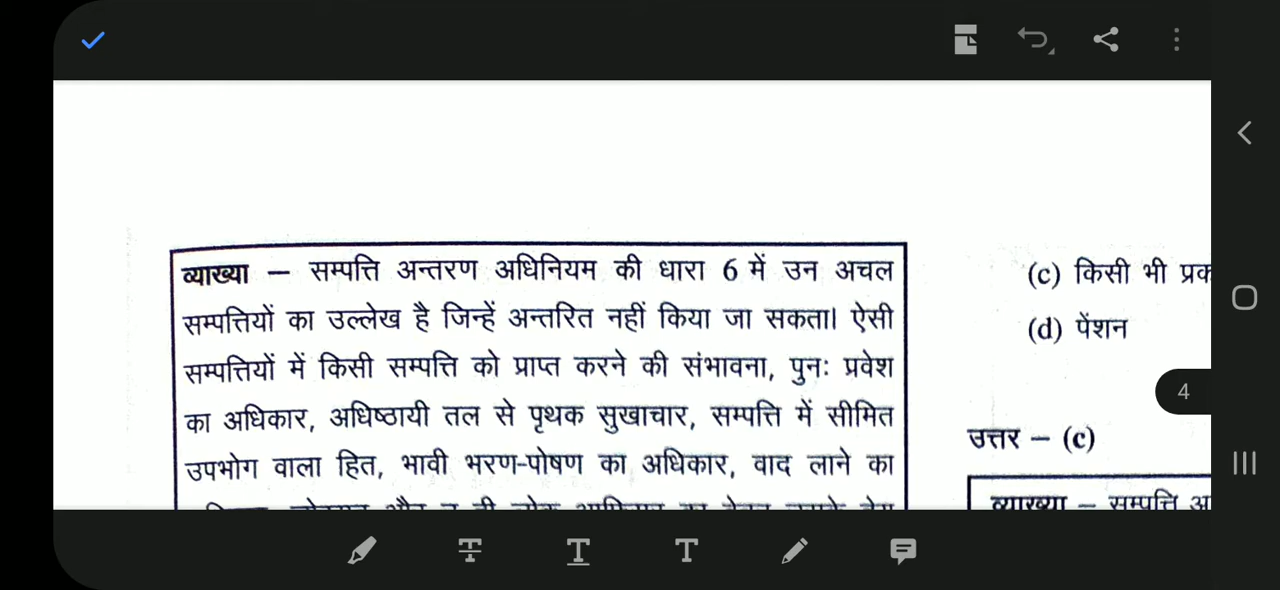 व्याख्या – सम्पत्ति अन्तरण अधिनियम की धारा 6 में उन अचल
सम्पत्तियों का उल्लेख है जिन्हें अन्तरित नहीं किया जा सकता। ऐसी
सम्पत्तियों में किसी सम्पत्ति को प्राप्त करने की संभावना, पुनः प्रवेश
का अधिकार, अधिष्ठायी तल से पृथक सुखाचार, सम्पत्ति में सीमित
उपभोग वाला हित, भावी भरण-पोषण का अधिकार, वाद लाने का
(c) किसी भी प्रक
(d) पेंशन
4
उत्तर – (c)
व्याख्या – सम्पत्ति अ